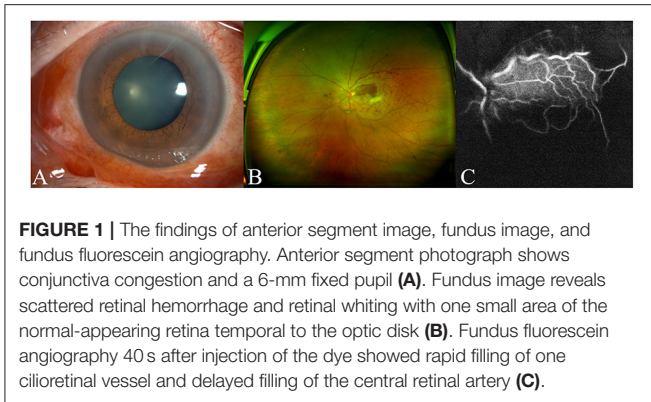 A
B
C
FIGURE 1 | The findings of anterior segment image, fundus image, and
fundus fluorescein angiography. Anterior segment photograph shows
conjunctiva congestion and a 6-mm fixed pupil (A). Fundus image reveals
scattered retinal hemorrhage and retinal whiting with one small area of the
normal-appearing retina temporal to the optic disk (B). Fundus fluorescein
angiography 40 s after injection of the dye showed rapid filling of one
cilioretinal vessel and delayed filling of the central retinal artery (C).